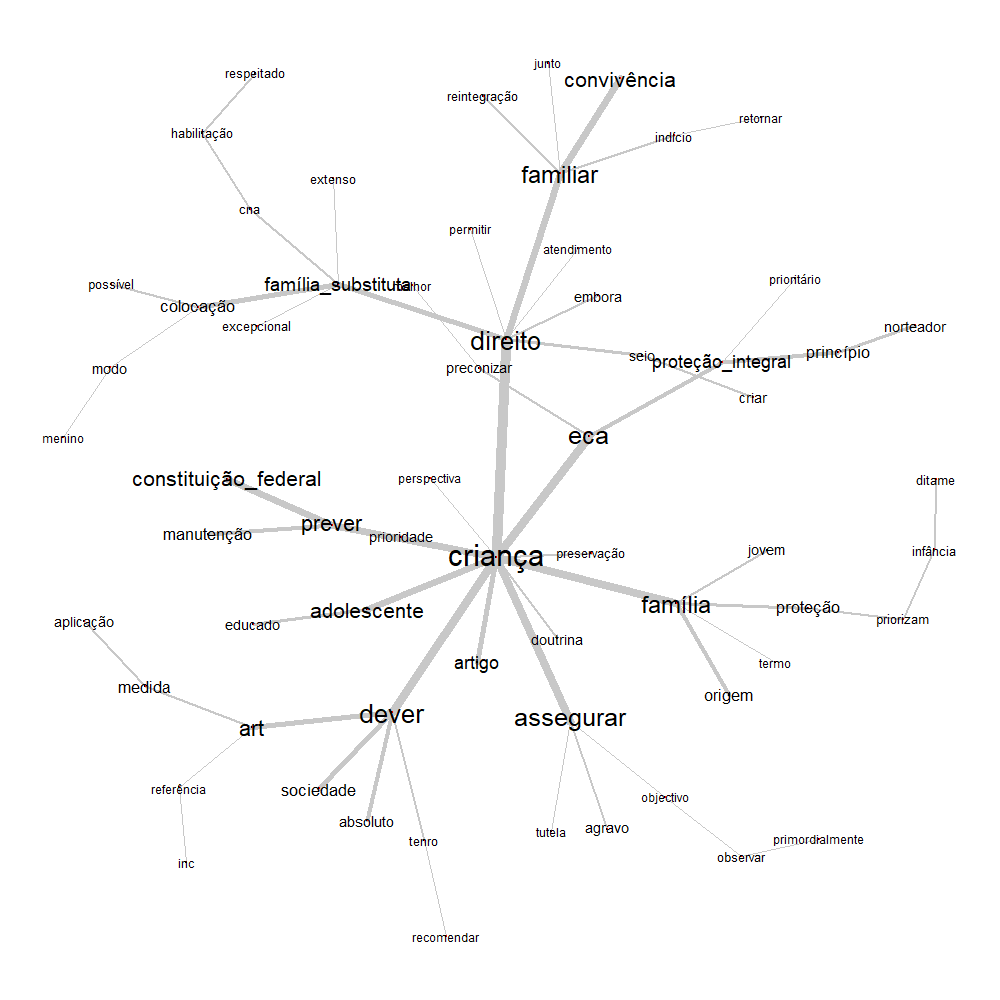 junto
respeitado
convivência
reintegração
retornar
habilitação
indício
familiar
extenso
cna
permitir
atendimento
prioritário
família_substituta
melhor
possível
embora
colocação
excepcional
norteador
direito
princípio
seio
proteção_integral
preconizar
modo
criar
eca
menino
perspectiva
constituição_federal
ditame
prever
manutenção
prioridade
jovem
infância
criança
preservação
família
proteção
adolescente
priorizam
aplicação
educado
doutrina
artigo
termo
medida
origem
dever
assegurar
art
referência
sociedade
objectivo
absoluto
agravo
tutela
tenro
primordialmente
observar
inc
recomendar